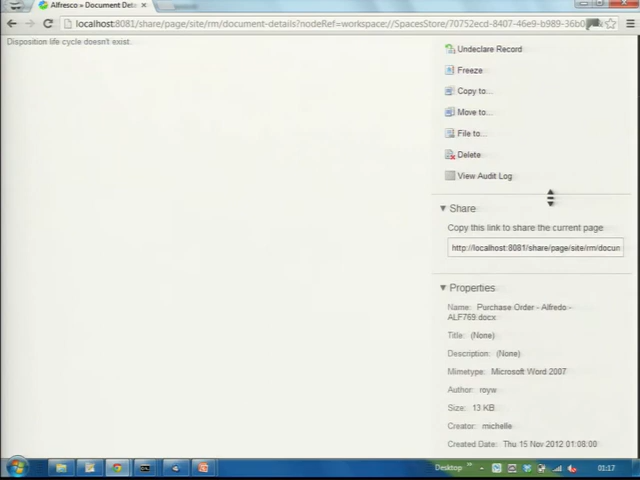 Alfresco » Document Deta
localhost:8081/share/page/site/rm/document-details?nodeRef=workspace://SpacesStore/70752ecd-8407-46e9-b989-36b0
Disposition life cycle doesn't exist.
Undeclare Record
Freeze
Copy to...
Move to...
File to...
Delete
View Audit Log
Share
Copy this link to share the current page
http://localhost:8081/share/page/site/rm/docun
Properties
Name: Purchase Order - Alfredo -
ALF769.docx
Title: (None)
Description: (None)
Mimetype: Microsoft Word 2007
Author: royw
Size: 13 KB
Creator: michelle
Created Date: Thu 15 Nov 2012 01:08:00
Desktop »
01:17